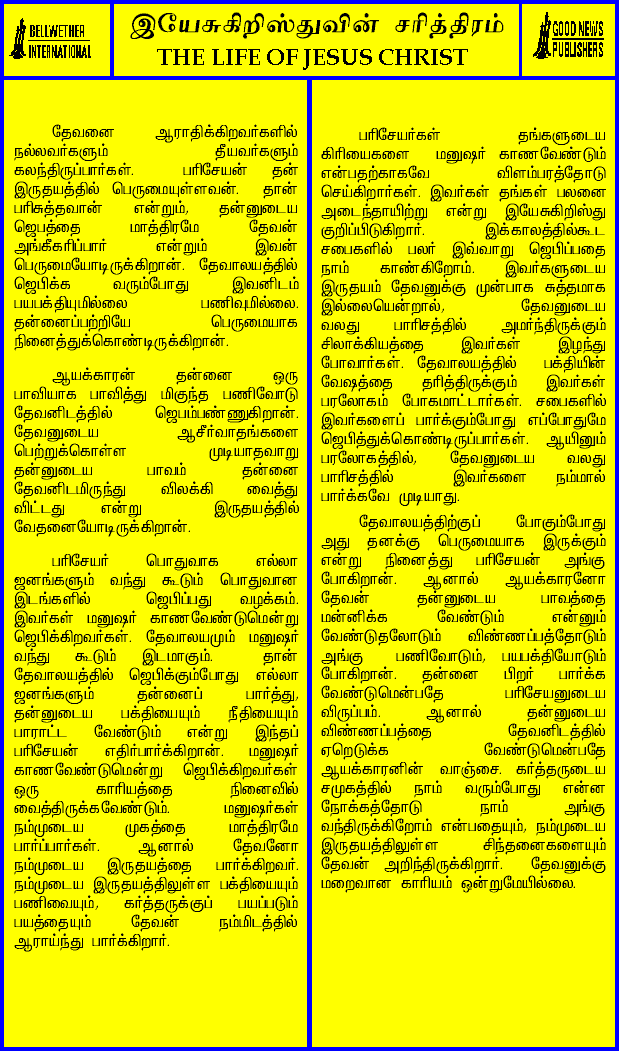 BELLWETHER
INTERNATIONAL
இயேசுகிறிஸ்துவின் சரித்திரம்
THE LIFE OF JESUS CHRIST
GOOD NEWS
PUBLISHERS
தேவனை ஆராதிக்கிறவர்களில்
நல்லவர்களும் தீயவர்களும்
கலந்திருப்பார்கள். பரிசேயன் தன்
இருதயத்தில் பெருமையுள்ளவன். தான்
பரிசுத்தவான் என்றும், தன்னுடைய
ஜெபத்தை மாத்திரமே தேவன்
அங்கீகரிப்பார் என்றும் இவன்
பெருமையோடிருக்கிறான். தேவாலயத்தில்
ஜெபிக்க வரும்போது இவனிடம்
பயபக்தியுமில்லை பணிவுமில்லை.
தன்னைப்பற்றியே பெருமையாக
நினைத்துக்கொண்டிருக்கிறான்.
ஆயக்காரன் தன்னை ஒரு
பாவியாக பாவித்து மிகுந்த பணிவோடு
தேவனிடத்தில் ஜெபம்பண்ணுகிறான்.
தேவனுடைய ஆசீர்வாதங்களை
பெற்றுக்கொள்ள முடியாதவாறு
தன்னுடைய பாவம் தன்னை
தேவனிடமிருந்து விலக்கி வைத்து
விட்டது என்று இருதயத்தில்
வேதனையோடிருக்கிறான்.
பரிசேயர் பொதுவாக எல்லா
ஜனங்களும் வந்து கூடும் பொதுவான
இடங்களில் ஜெபிப்பது வழக்கம்.
இவர்கள் மனுஷர் காணவேண்டுமென்று
ஜெபிக்கிறவர்கள். தேவாலயமும் மனுஷர்
வந்து கூடும் இடமாகும். தான்
தேவாலயத்தில் ஜெபிக்கும்போது எல்லா
ஜனங்களும் தன்னைப் பார்த்து,
தன்னுடைய பக்தியையும் நீதியையும்
பாராட்ட வேண்டும் என்று இந்தப்
பரிசேயன் எதிர்பார்க்கிறான். மனுஷர்
காணவேண்டுமென்று ஜெபிக்கிறவர்கள்
ஒரு காரியத்தை நினைவில்
வைத்திருக்கவேண்டும். மனுஷர்கள்
நம்முடைய முகத்தை மாத்திரமே
பார்ப்பார்கள். ஆனால் தேவனோ
நம்முடைய இருதயத்தை பார்க்கிறவர்.
நம்முடைய இருதயத்திலுள்ள பக்தியையும்
பணிவையும், கர்த்தருக்குப் பயப்படும்
பயத்தையும் தேவன் நம்மிடத்தில்
ஆராய்ந்து பார்க்கிறார்.
பரிசேயர்கள் தங்களுடைய
கிரியைகளை மனுஷர் காணவேண்டும்
என்பதற்காகவே விளம்பரத்தோடு
செய்கிறார்கள். இவர்கள் தங்கள் பலனை
அடைந்தாயிற்று என்று இயேசுகிறிஸ்து
குறிப்பிடுகிறார். இக்காலத்தில்கூட
சபைகளில் பலர் இவ்வாறு ஜெபிப்பதை
நாம் காண்கிறோம். இவர்களுடைய
இருதயம் தேவனுக்கு முன்பாக சுத்தமாக
இல்லையென்றால், தேவனுடைய
வலது பாரிசத்தில் அமர்ந்திருக்கும்
சிலாக்கியத்தை இவர்கள் இழந்து
போவார்கள். தேவாலயத்தில் பக்தியின்
வேஷத்தை தரித்திருக்கும் இவர்கள்
பரலோகம் போகமாட்டார்கள். சபைகளில்
இவர்களைப் பார்க்கும்போது எப்போதுமே
ஜெபித்துக்கொண்டிருப்பார்கள். ஆயினும்
பரலோகத்தில், தேவனுடைய வலது
பாரிசத்தில் இவர்களை நம்மால்
பார்க்கவே முடியாது.
தேவாலயத்திற்குப் போகும்போது
அது தனக்கு பெருமையாக இருக்கும்
என்று நினைத்து பரிசேயன் அங்கு
போகிறான். ஆனால் ஆயக்காரனோ
தேவன் தன்னுடைய பாவத்தை
மன்னிக்க வேண்டும் என்னும்
வேண்டுதலோடும் விண்ணப்பத்தோடும்
அங்கு பணிவோடும், பயபக்தியோடும்
போகிறான். தன்னை பிறர் பார்க்க
வேண்டுமென்பதே பரிசேயனுடைய
விருப்பம். ஆனால் தன்னுடைய
விண்ணப்பத்தை தேவனிடத்தில்
ஏறெடுக்க வேண்டுமென்பதே
ஆயக்காரனின் வாஞ்சை. கர்த்தருடைய
சமுகத்தில் நாம் வரும்போது என்ன
நோக்கத்தோடு நாம் அங்கு
வந்திருக்கிறோம் என்பதையும், நம்முடைய
இருதயத்திலுள்ள சிந்தனைகளையும்
தேவன் அறிந்திருக்கிறார். தேவனுக்கு
மறைவான காரியம் ஒன்றுமேயில்லை.